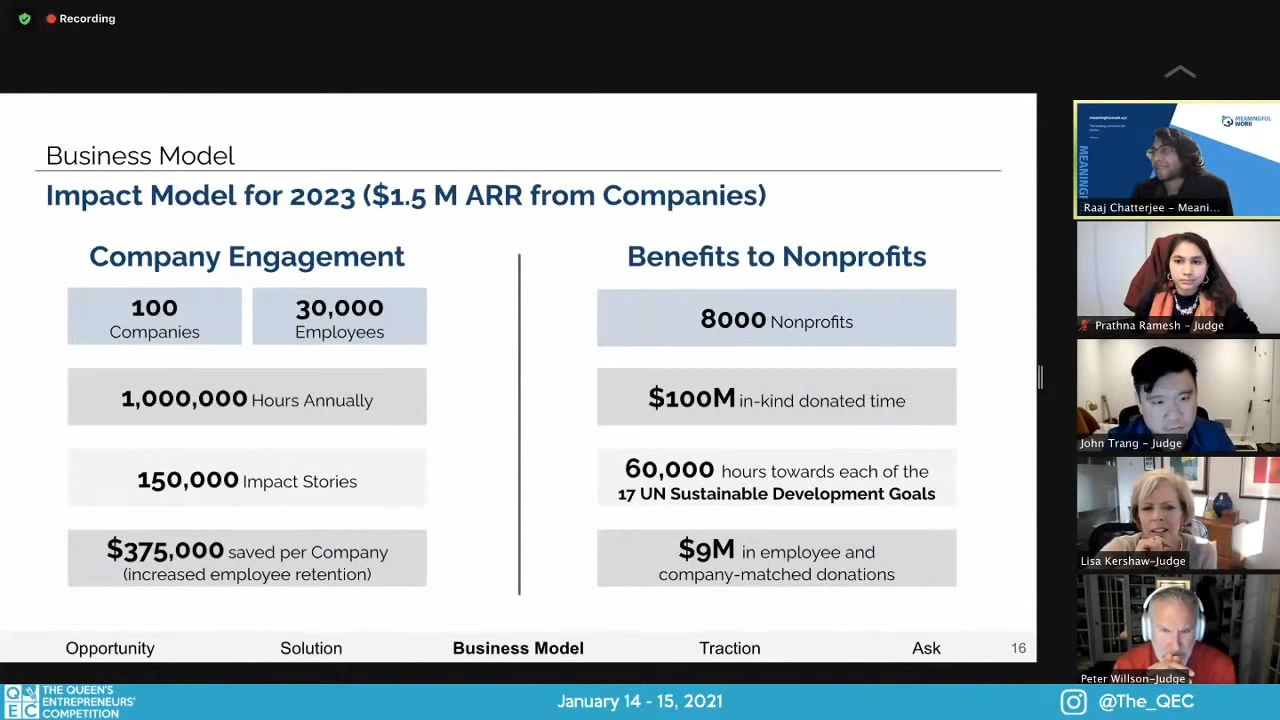 Recording
Business Model
Impact Model for 2023 ($1.5 M ARR from Companies)
Company Engagement
100
Companies
30,000
Employees
1,000,000 Hours Annually
150,000 Impact Stories
$375,000 saved per Company
(increased employee retention)
Benefits to Nonprofits
8000 Nonprofits
$100M in-kind donated time
60,000 hours towards each of the
17 UN Sustainable Development Goals
$9M in employee and
company-matched donations
Opportunity Solution Business Model Traction Ask 16
MEANINGFUL
WORK
MEANING
Raaj Chatterjee - Meani...
Prathna Ramesh - Judge
John Trang - Judge
Lisa Kershaw-Judge
Peter Willson-Judge
QEC
THE QUEEN'S
ENTREPRENEURS'
COMPETITION
January 14 - 15, 2021
@The_QEC